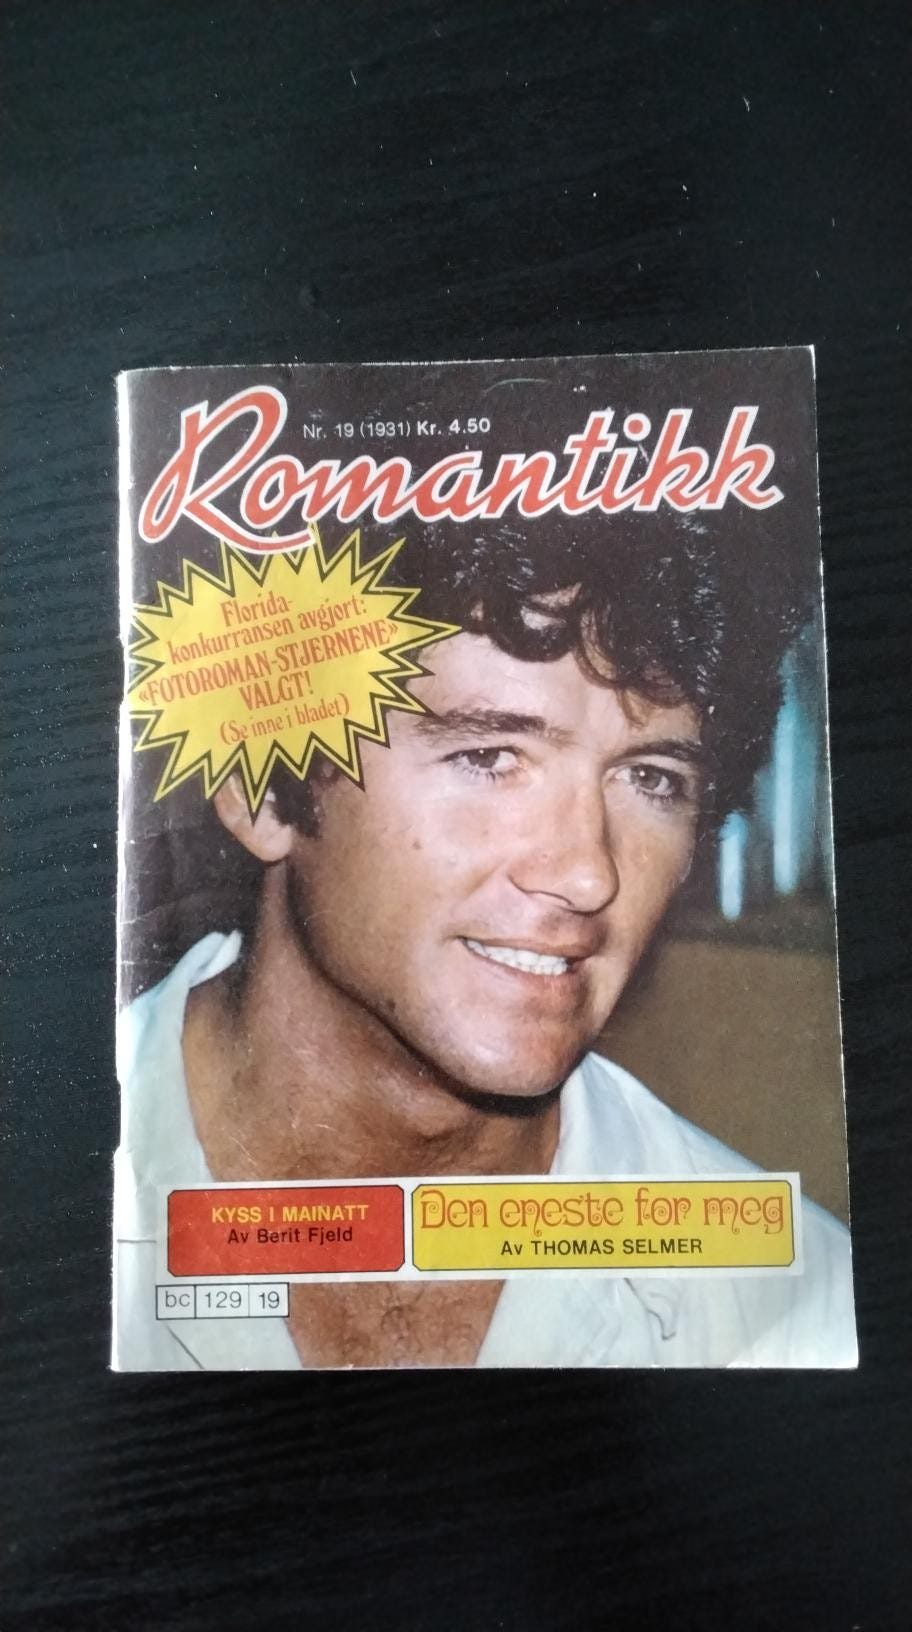 Nr. 19 (1931) Kr. 4.50
Romantikk
Florida-
konkurransen avgjort:
«FOTOROMAN-STJERNENE»
VALGT!
(Se inne i bladet)
KYSS I MAINATT
Av Berit Fjeld
Den eneste for meg
Av THOMAS SELMER
bc 129 19